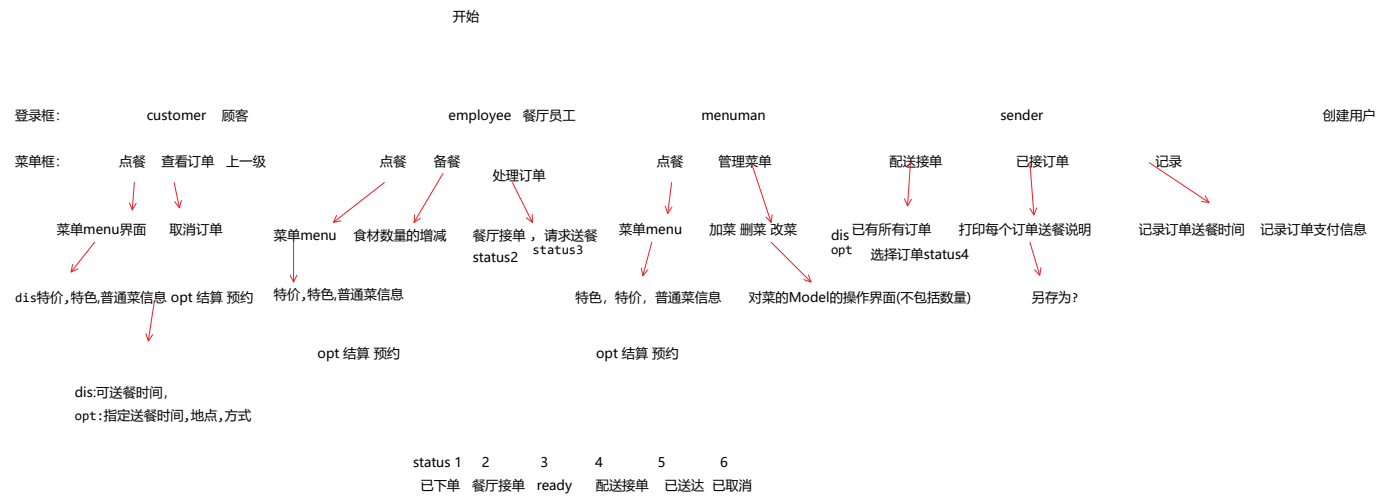 开始
登录框: customer 顾客 employee 餐厅员工 menuman sender 创建用户
菜单框: 点餐 查看订单 上一级 点餐 备餐 处理订单 点餐 管理菜单 配送接单 已接订单 记录
菜单menu界面 取消订单 菜单menu 食材数量的增减 餐厅接单 ，请求送餐 菜单menu 加菜 删菜 改菜 dis 已有所有订单 打印每个订单送餐说明 记录订单送餐时间 记录订单支付信息
status2 status3 opt 选择订单status4
dis特价,特色,普通菜信息 opt 结算 预约 特价,特色,普通菜信息 特色，特价，普通菜信息 对菜的Model的操作界面(不包括数量) 另存为?
opt 结算 预约 opt 结算 预约
dis:可送餐时间,
opt:指定送餐时间,地点,方式
status 1 2 3 4 5 6
已下单 餐厅接单 ready 配送接单 已送达 已取消